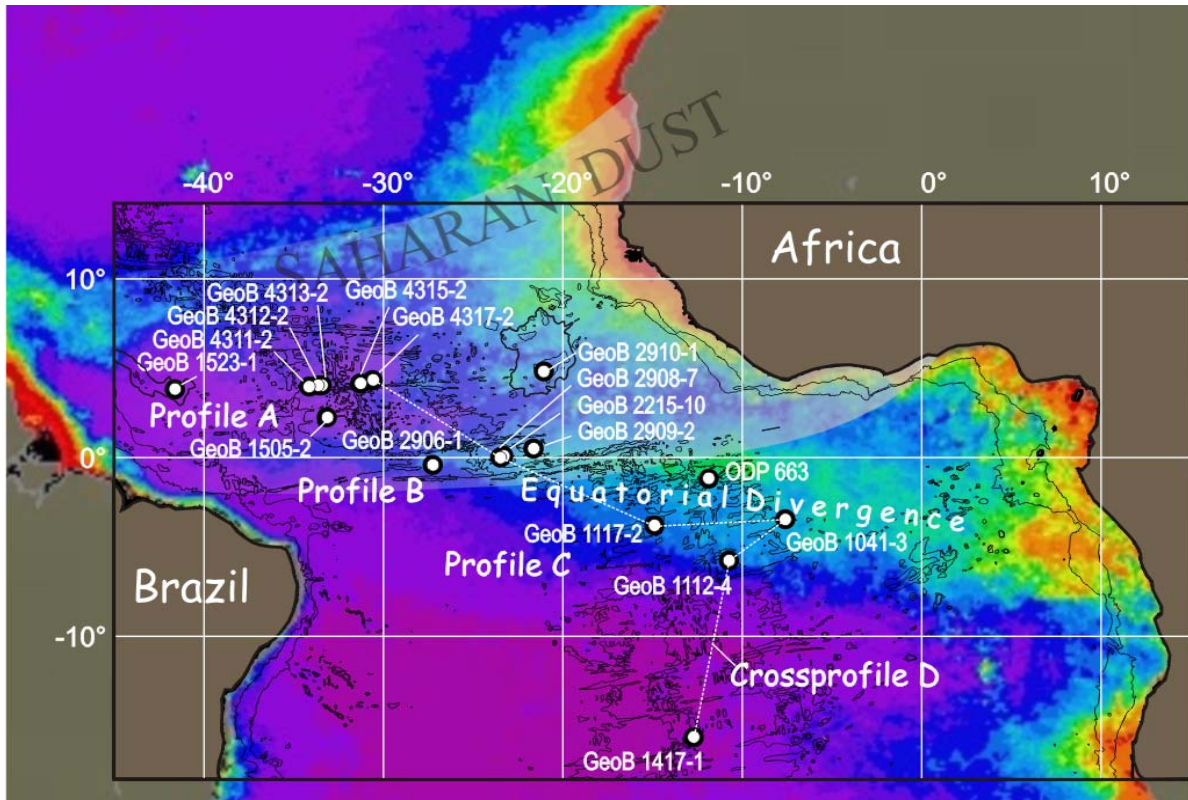 SAHARAN DUST
-40° -30° -20° -10° 0° 10°
Africa
10°
GeoB 4313-2
GeoB 4315-2
GeoB 4312-2
GeoB 4317-2
GeoB 4311-2
GeoB 1523-1
GeoB 2910-1
GeoB 2908-7
GeoB 2215-10
GeoB 2909-2
Profile A
GeoB 1505-2
GeoB 2906-1
0°
ODP 663
Profile B
Equatorial Divergence
GeoB 1117-2
GeoB 1041-3
Profile C
GeoB 1112-4
Brazil
-10°
Crossprofile D
GeoB 1417-1